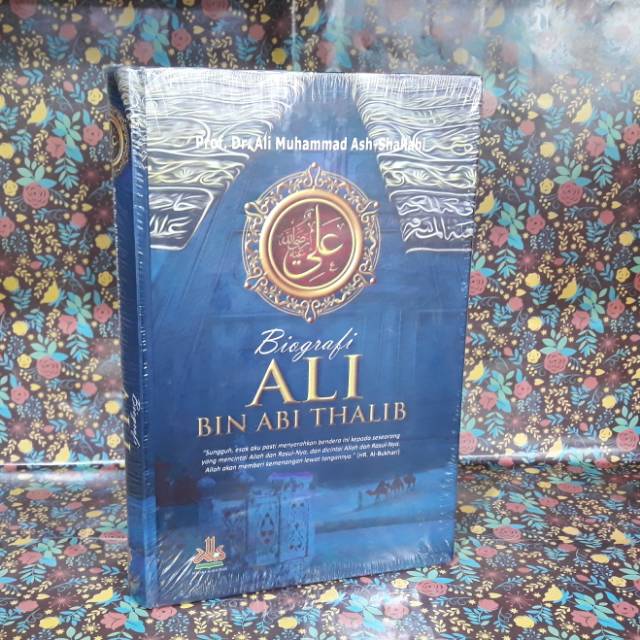 Prof. Dr. Ali Muhammad Ash-Shallabi
علي
Biografi
ALI
BIN ABI THALIB
"Sungguh, esok aku pasti menyerahkan bendera ini kepada seseorang
yang mencintai Allah dan Rasul-Nya, dan dicintai Allah dan Rasul-Nya.
Allah akan memberi kemenangan lewat tangannya." (HR. Al-Bukhari)
Biografi